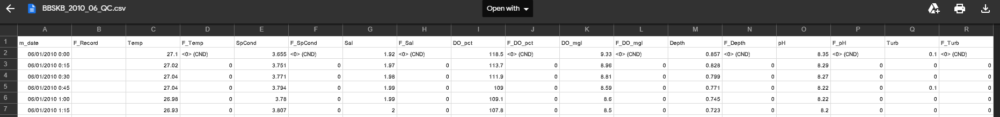 BBSKB_2010_06_QC.csv Open with
A B C D E F G H I J K L M N O P Q R
1 m_date F_Record Temp F_Temp SpCond F_SpCond Sal F_Sal DO_pct F_DO_pct DO_mgl F_DO_mgl Depth F_Depth pH F_pH Turb F_Turb
2 06/01/2010 0:00 27.1 <0> (CND) 3.655 <0> (CND) 1.92 <0> (CND) 118.5 <0> (CND) 9.33 <0> (CND) 0.857 <0> (CND) 8.35 <0> (CND) 0.1 <0> (CND)
3 06/01/2010 0:15 27.02 0 3.751 0 1.97 0 113.7 0 8.96 0 0.828 0 8.29 0 0 0
4 06/01/2010 0:30 27.04 0 3.771 0 1.98 0 111.9 0 8.81 0 0.799 0 8.27 0 0 0
5 06/01/2010 0:45 27.04 0 3.794 0 1.99 0 109 0 8.59 0 0.771 0 8.22 0 0.1 0
6 06/01/2010 1:00 26.98 0 3.78 0 1.99 0 109.1 0 8.6 0 0.745 0 8.22 0 0 0
7 06/01/2010 1:15 26.93 0 3.807 0 2 0 107.8 0 8.5 0 0.723 0 8.2 0 0 0